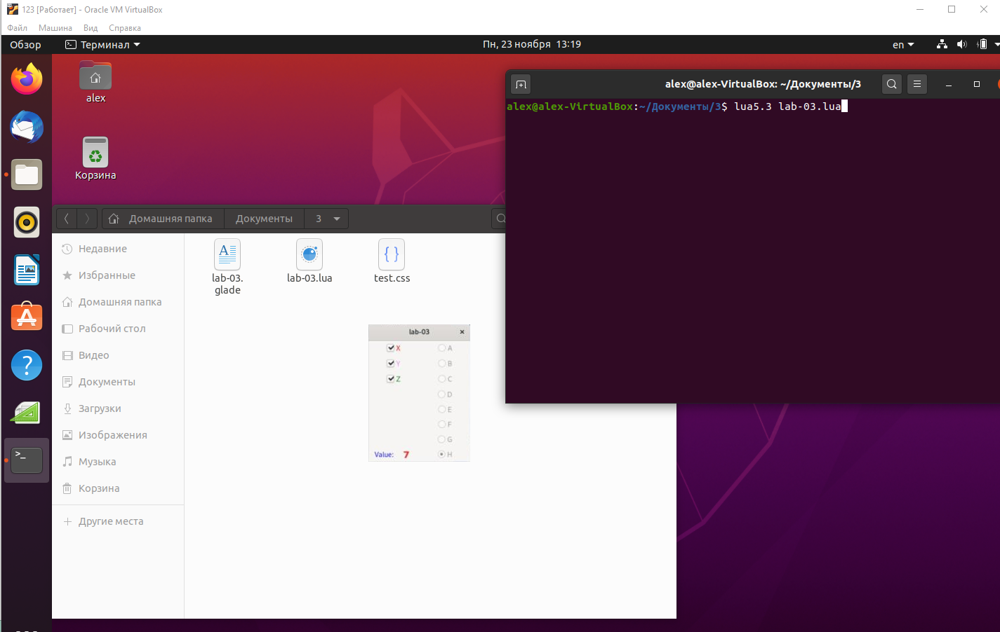 123 [Работает] - Oracle VM VirtualBox
Файл Машина Вид Справка
Обзор Терминал Пн, 23 ноября 13:19 en
alex
Корзина
alex@alex-VirtualBox: ~/Документы/3
alex@alex-VirtualBox:~/Документы/3$ lua5.3 lab-03.lua
Домашняя папка Документы 3
Недавние
Избранные
Домашняя папка
Рабочий стол
Видео
Документы
Загрузки
Изображения
Музыка
Корзина
Другие места
lab-03.
glade
lab-03.lua
test.css
lab-03
X A
Y B
Z C
D
E
F
G
Value: 7 H